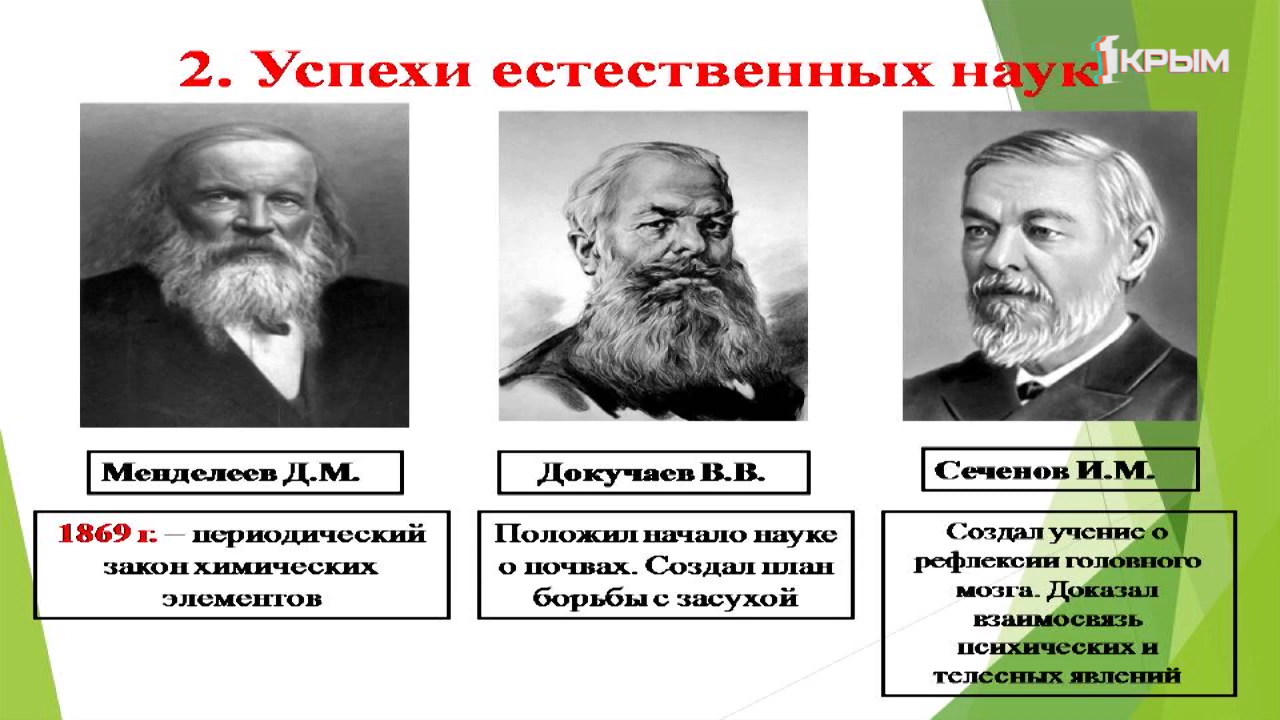 2. Успехи естественных наук
1КРЫМ
Менделеев Д.М.
Докучаев В.В.
Сеченов И.М.
1869 г: – периодический
закон химических
элементов
Положил начало науке
о почвах. Создал план
борьбы с засухой
Создал учение о
рефлексии головного
мозга. Доказал
взаимосвязь
психических и
телесных явлений